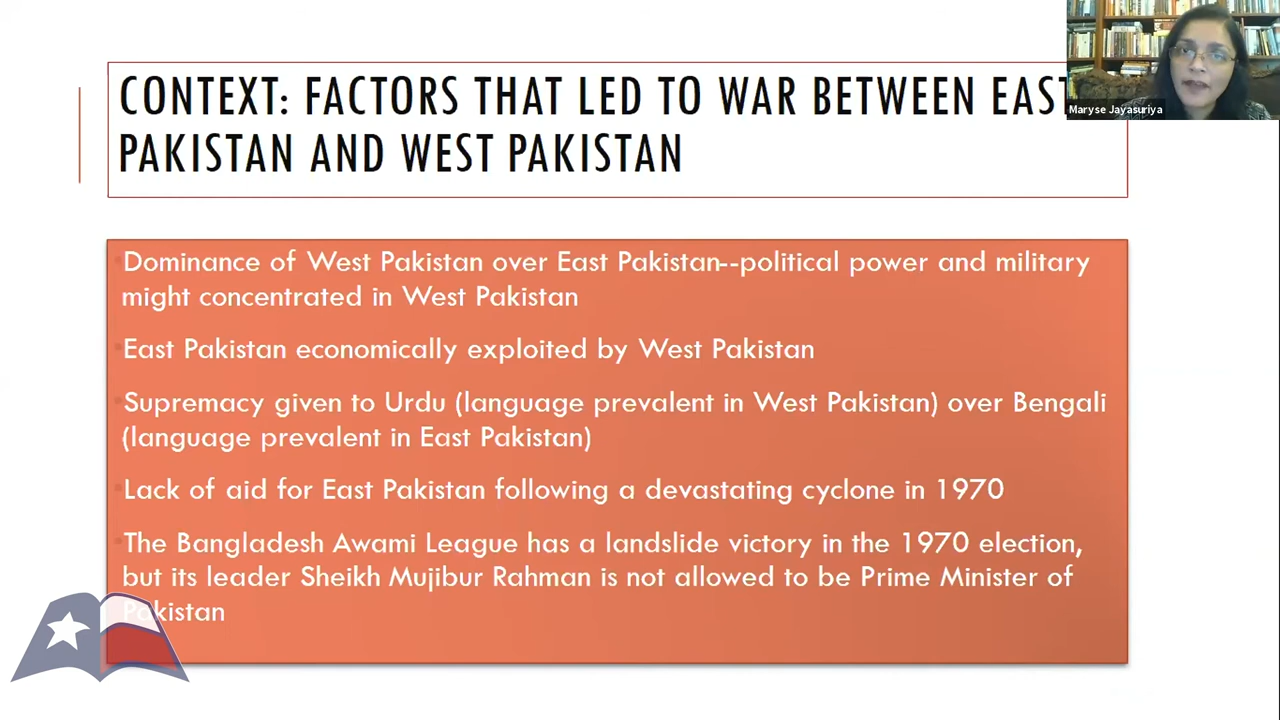 CONTEXT: FACTORS THAT LED TO WAR BETWEEN EAST
PAKISTAN AND WEST PAKISTAN
Maryse Jayasuriya
Dominance of West Pakistan over East Pakistan--political power and military
might concentrated in West Pakistan
East Pakistan economically exploited by West Pakistan
Supremacy given to Urdu (language prevalent in West Pakistan) over Bengali
(language prevalent in East Pakistan)
Lack of aid for East Pakistan following a devastating cyclone in 1970
The Bangladesh Awami League has a landslide victory in the 1970 election,
but its leader Sheikh Mujibur Rahman is not allowed to be Prime Minister of
Pakistan